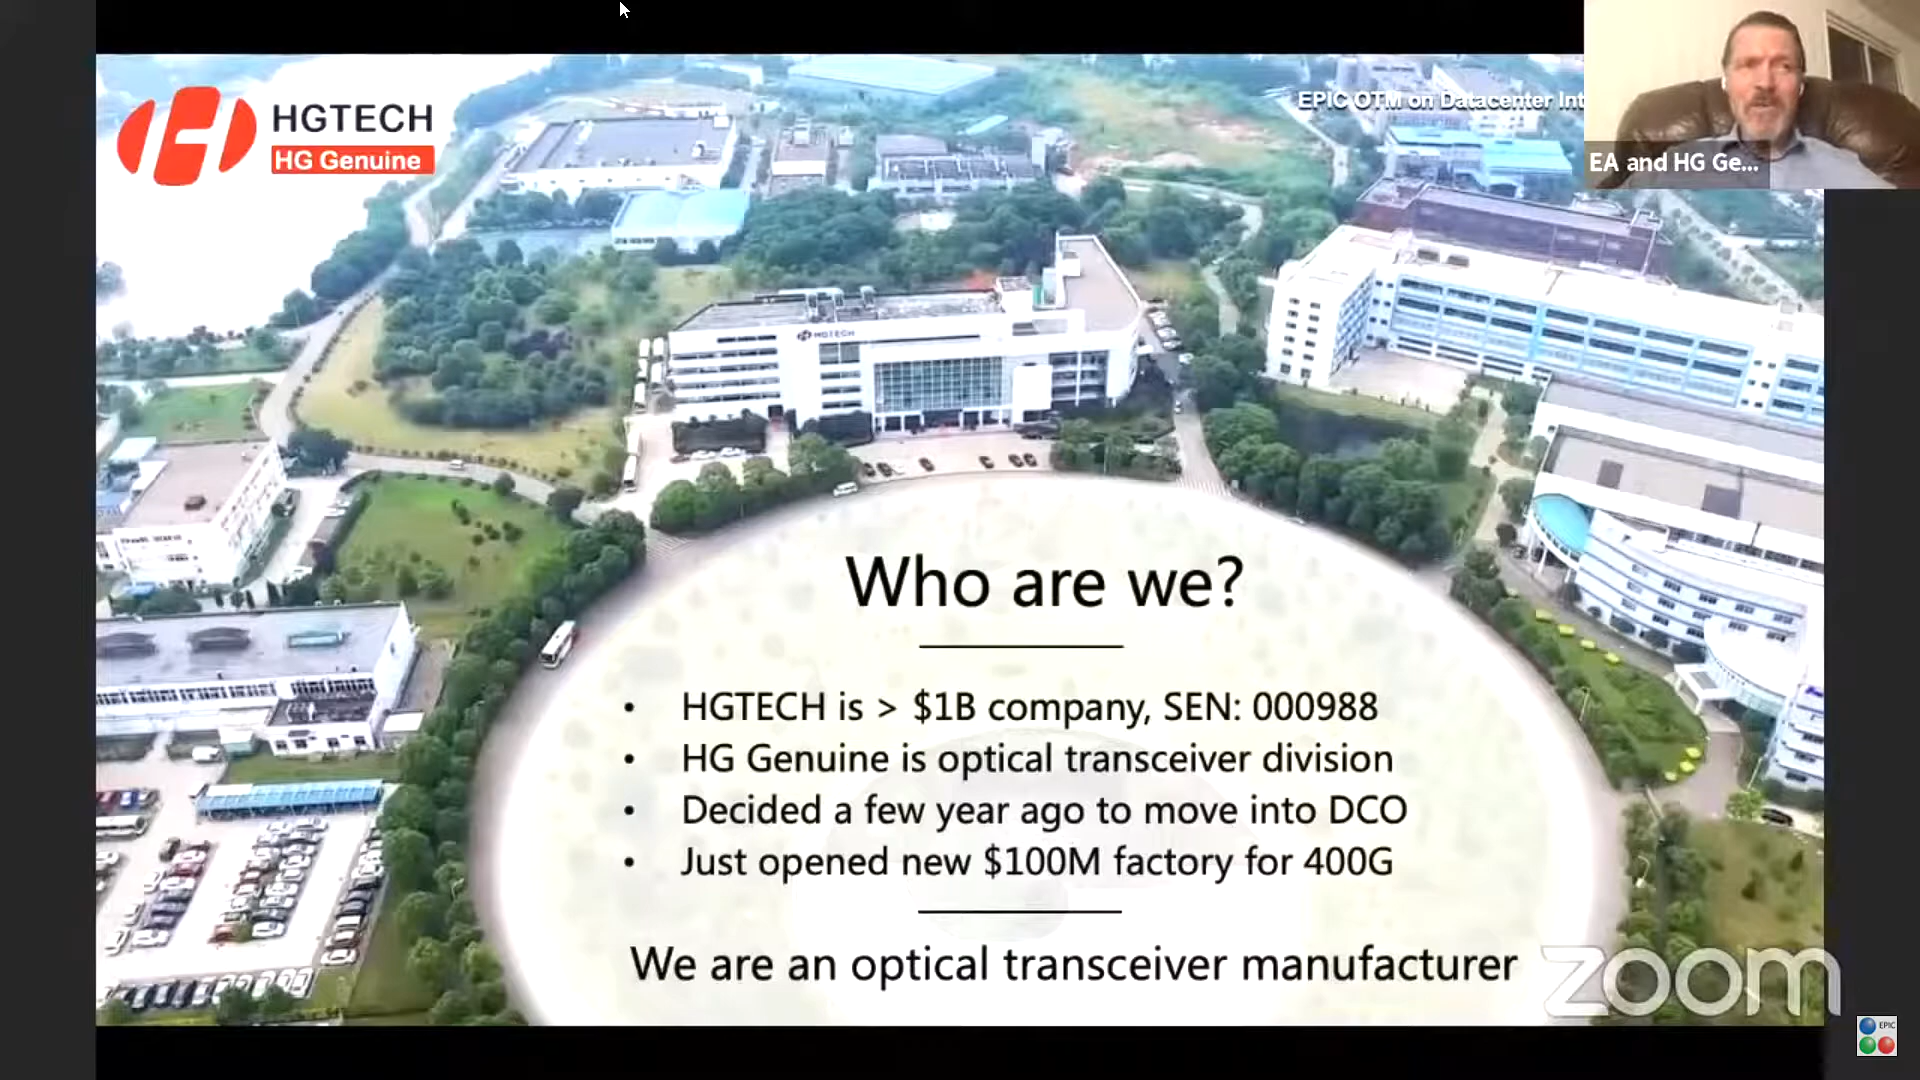 HGTECH
HG Genuine
EPIC OTM on Datacenter Int
EA and HG Ge...
HGTECH
Who are we?
• HGTECH is > $1B company, SEN: 000988
• HG Genuine is optical transceiver division
• Decided a few year ago to move into DCO
• Just opened new $100M factory for 400G
We are an optical transceiver manufacturer
zoom
EPIC